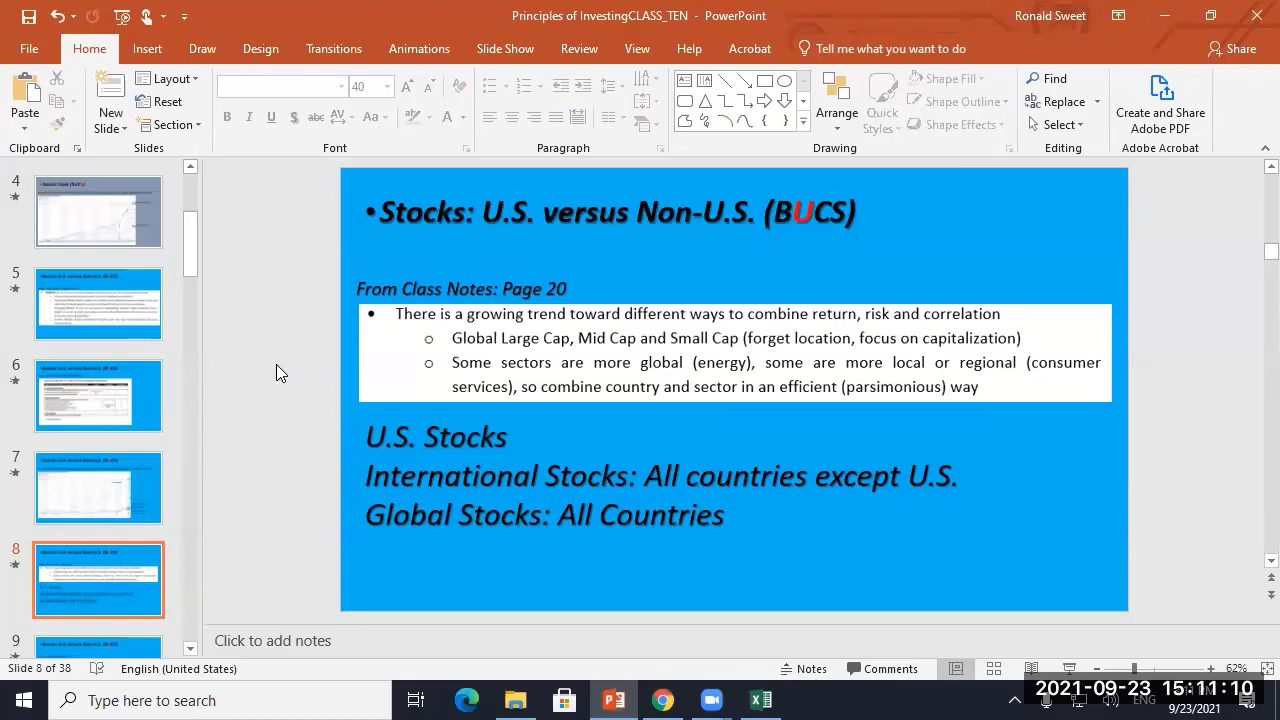 Principles of InvestingCLASS_TEN - PowerPoint
Ronald Sweet
File Home Insert Draw Design Transitions Animations Slide Show Review View Help Acrobat Tell me what you want to do Share
Paste
New Slide
Layout
Reset
Section
40
Arrange
Quick Styles
Shape Fill
Shape Outline
Shape Effects
Find
Replace
Select
Create and Share Adobe PDF
Clipboard Slides Font Paragraph Drawing Editing Adobe Acrobat
4
5
6
7
8
9
•Stocks: U.S. versus Non-U.S. (BUCS)
From Class Notes: Page 20
• There is a growing trend toward different ways to combine return, risk and correlation
o Global Large Cap, Mid Cap and Small Cap (forget location, focus on capitalization)
o Some sectors are more global (energy), some are more local or regional (consumer
services), so combine country and sector in an efficient (parsimonious) way
U.S. Stocks
International Stocks: All countries except U.S.
Global Stocks: All Countries
Click to add notes
Slide 8 of 38 English (United States) Notes Comments 62%
Type here to search
2021-09-23 15:11:10
ENG
9/23/2021